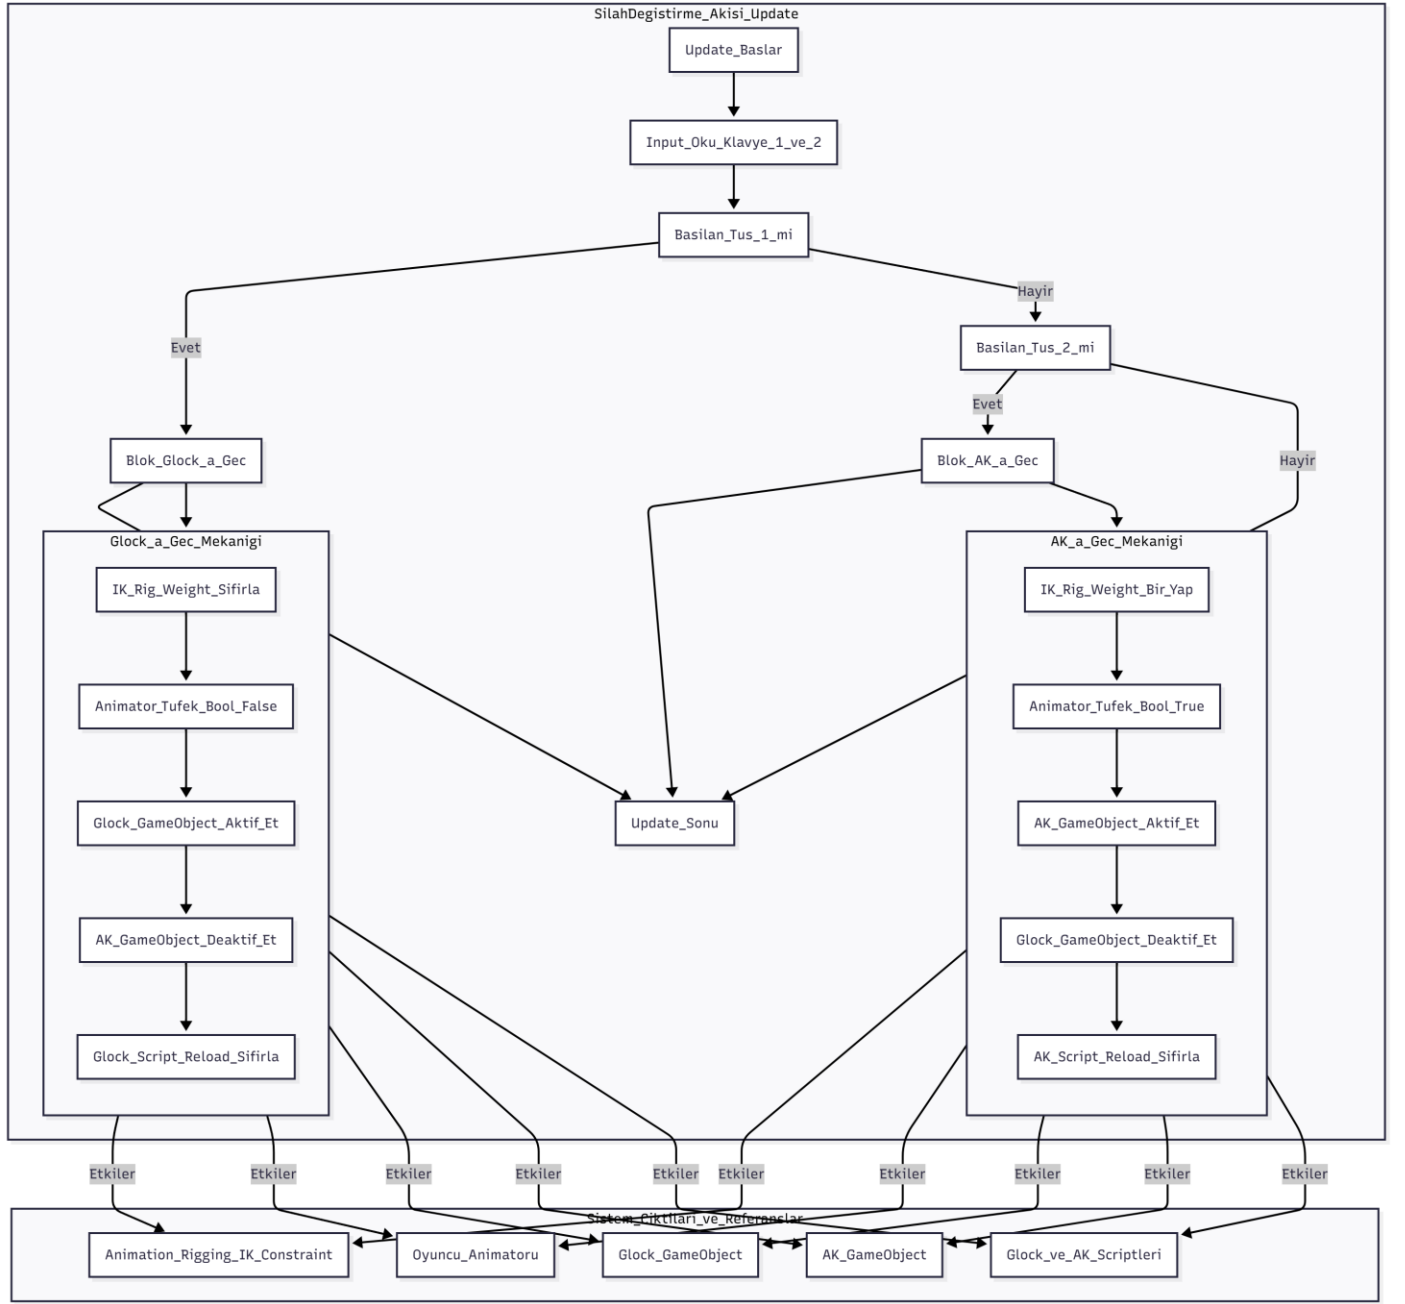 SilahDegistirme_Akisi_Update
Update_Baslar
Input_Oku_Klavye_1_ve_2
Basilan_Tus_1_mi
Hayir
Evet
Basilan_Tus_2_mi
Evet
Blok_Glock_a_Gec
Blok_AK_a_Gec
Hayir
Glock_a_Gec_Mekanigi
AK_a_Gec_Mekanigi
IK_Rig_Weight_Sifirla
IK_Rig_Weight_Bir_Yap
Animator_Tufek_Bool_False
Animator_Tufek_Bool_True
Glock_GameObject_Aktif_Et
Update_Sonu
AK_GameObject_Aktif_Et
AK_GameObject_Deaktif_Et
Glock_GameObject_Deaktif_Et
Glock_Script_Reload_Sifirla
AK_Script_Reload_Sifirla
Etkiler
Etkiler
Etkiler
Etkiler
Etkiler
Etkiler
Etkiler
Etkiler
Etkiler
Etkiler
Sistem_Ciktilari_ve_Referanslar
Animation_Rigging_IK_Constraint
Oyuncu_Animatoru
Glock_GameObject
AK_GameObject
Glock_ve_AK_Scriptleri